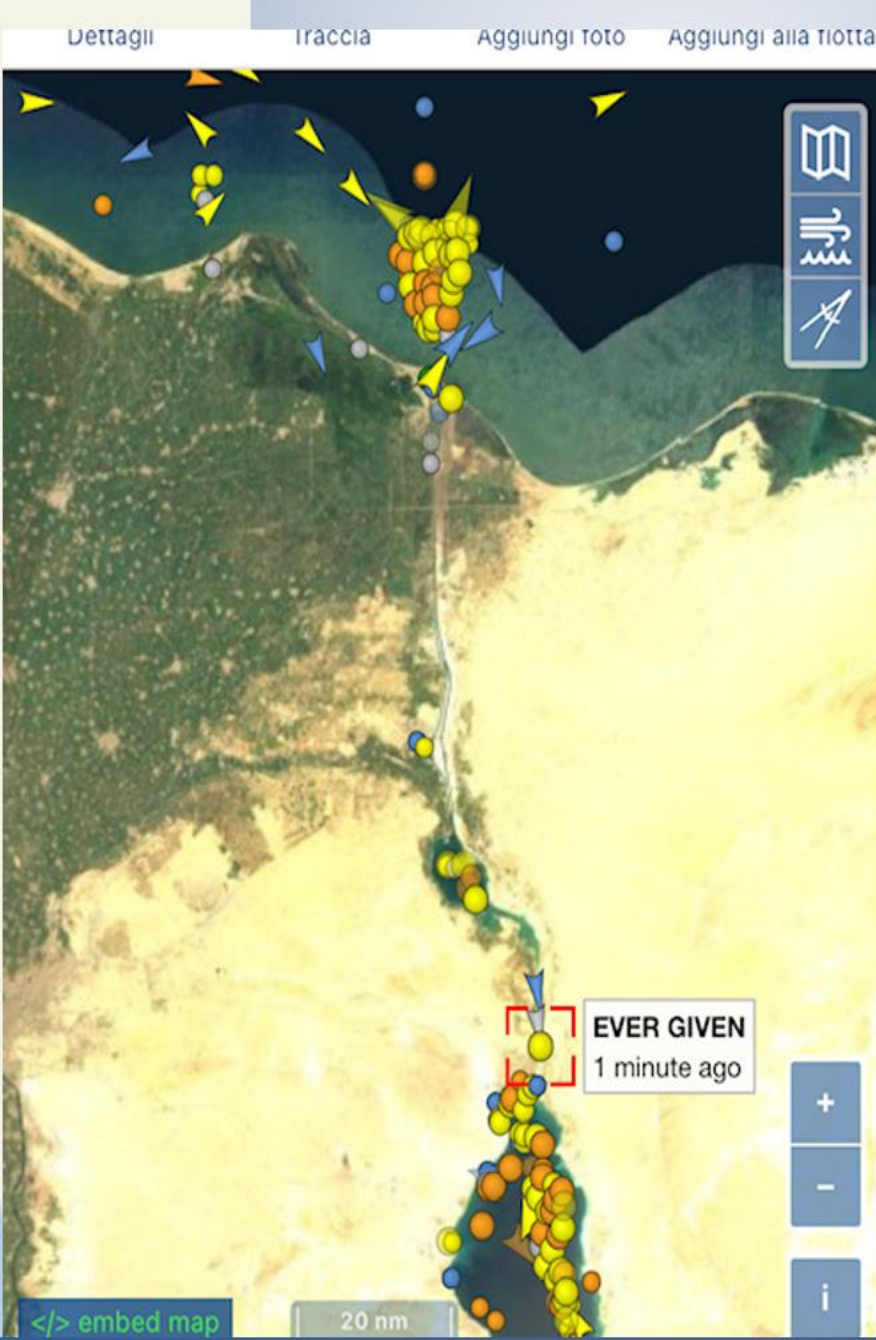 Dettagli Traccia Aggiungi foto Aggiungi alla flotta
EVER GIVEN
1 minute ago
+
−
i
</> embed map
20 nm